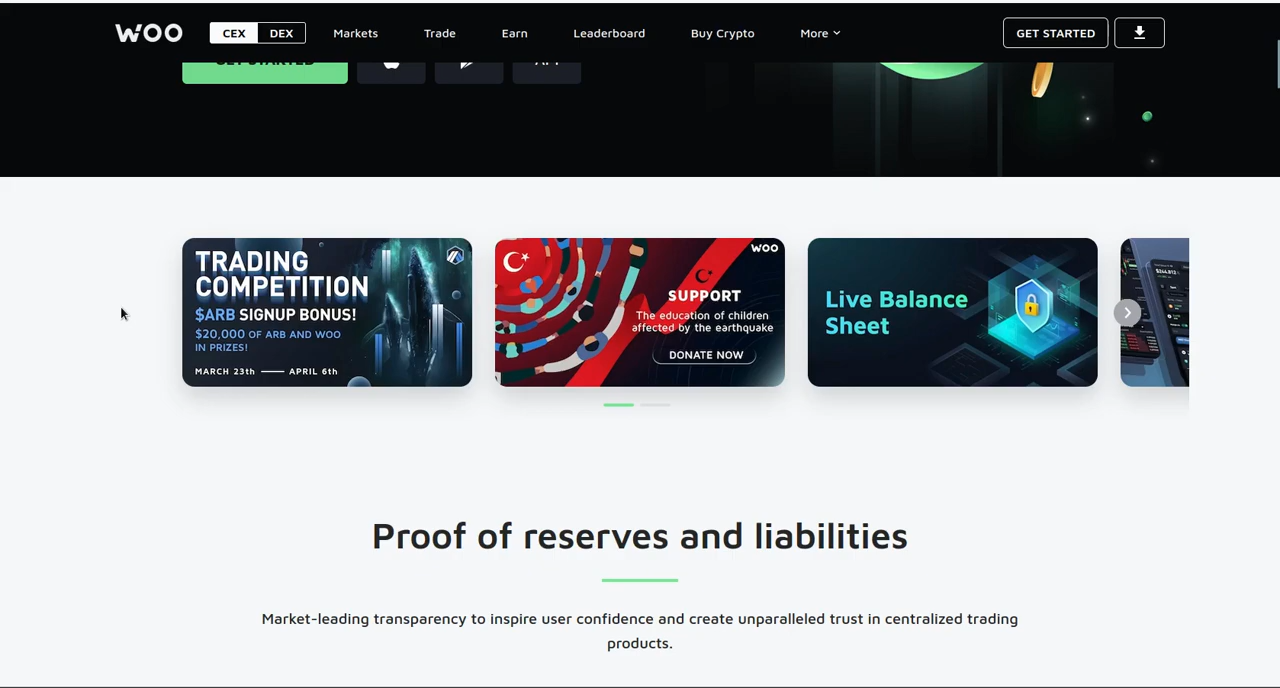 WOO
CEX DEX Markets Trade Earn Leaderboard Buy Crypto More GET STARTED
GET STARTED API
TRADING
COMPETITION
$ARB SIGNUP BONUS!
$20,000 OF ARB AND WOO
IN PRIZES!
MARCH 23th APRIL 6th
WOO
SUPPORT
The education of children
affected by the earthquake
DONATE NOW
Live Balance
Sheet
Proof of reserves and liabilities
Market-leading transparency to inspire user confidence and create unparalleled trust in centralized trading
products.